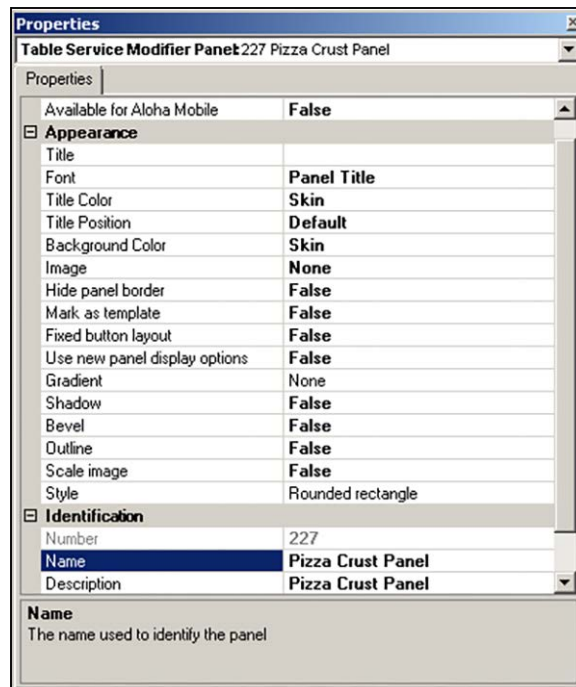 Properties
Table Service Modifier Panel: 227 Pizza Crust Panel
Properties
Available for Aloha Mobile False
Appearance
Title
Font Panel Title
Title Color Skin
Title Position Default
Background Color Skin
Image None
Hide panel border False
Mark as template False
Fixed button layout False
Use new panel display options False
Gradient None
Shadow False
Bevel False
Outline False
Scale image False
Style Rounded rectangle
Identification
Number 227
Name Pizza Crust Panel
Description Pizza Crust Panel
Name
The name used to identify the panel